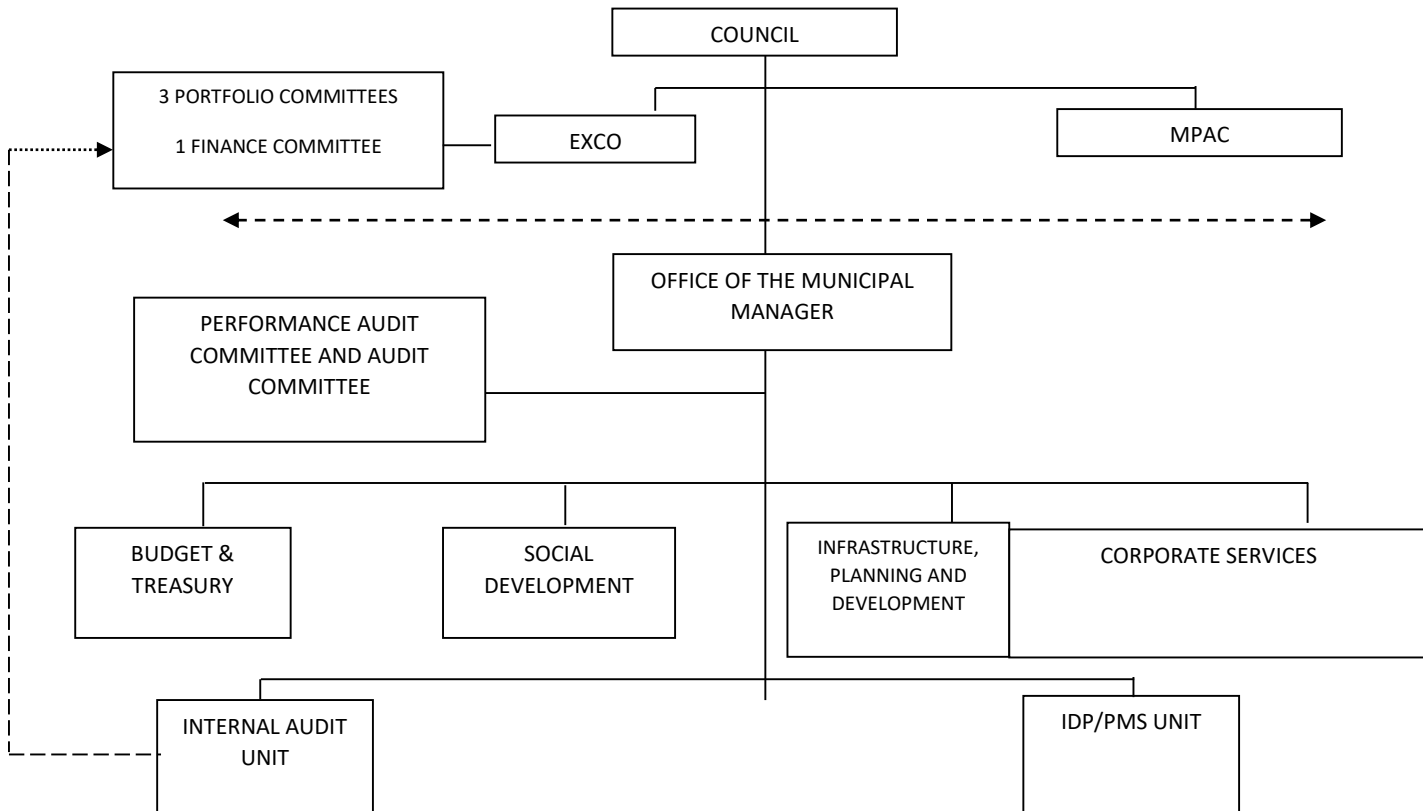 COUNCIL
3 PORTFOLIO COMMITTEES
1 FINANCE COMMITTEE
EXCO
MPAC
OFFICE OF THE MUNICIPAL
MANAGER
PERFORMANCE AUDIT
COMMITTEE AND AUDIT
COMMITTEE
BUDGET &
TREASURY
SOCIAL
DEVELOPMENT
INFRASTRUCTURE,
PLANNING AND
DEVELOPMENT
CORPORATE SERVICES
INTERNAL AUDIT
UNIT
IDP/PMS UNIT